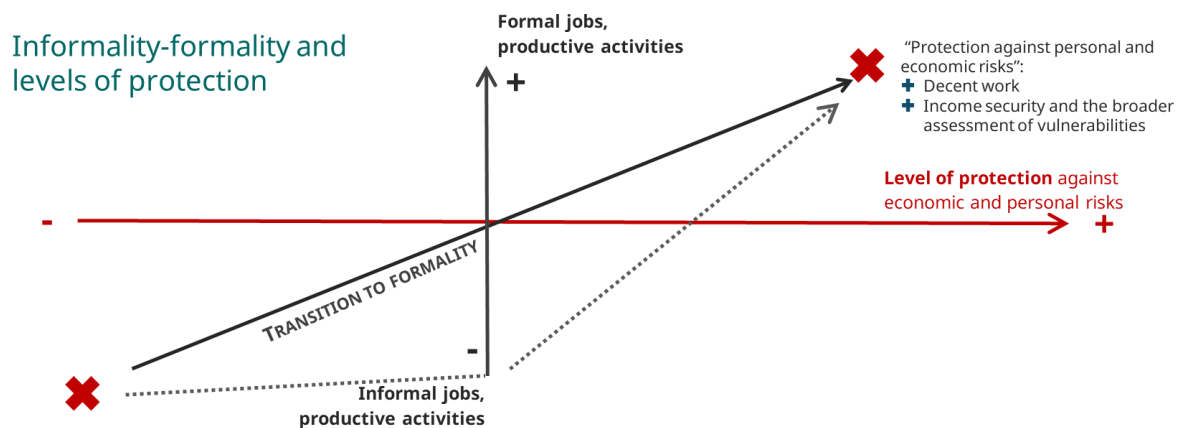 Informality-formality and
levels of protection
Formal jobs,
productive activities
+
“Protection against personal and
economic risks”:
Decent work
Income security and the broader
assessment of vulnerabilities
Level of protection against
economic and personal risks
-
+
TRANSITION TO FORMALITY
-
Informal jobs,
productive activities